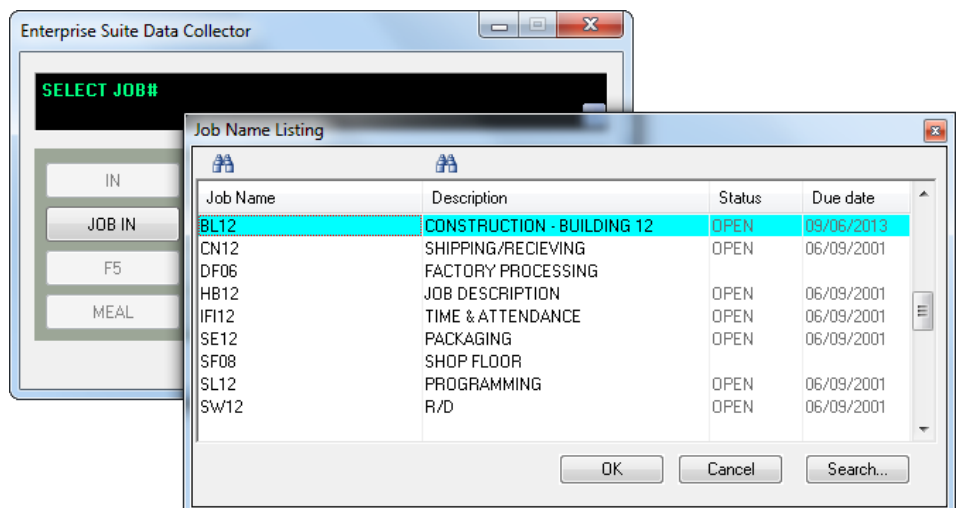 Enterprise Suite Data Collector
SELECT JOB#
IN
JOB IN
F5
MEAL
Job Name Listing
Job Name Description Status Due date
BL12 CONSTRUCTION - BUILDING 12 OPEN 09/06/2013
CN12 SHIPPING/RECIEVING OPEN 06/09/2001
DF06 FACTORY PROCESSING
HB12 JOB DESCRIPTION OPEN 06/09/2001
IFI12 TIME & ATTENDANCE OPEN 06/09/2001
SE12 PACKAGING OPEN 06/09/2001
SF08 SHOP FLOOR
SL12 PROGRAMMING OPEN 06/09/2001
SW12 R/D OPEN 06/09/2001
OK Cancel Search...